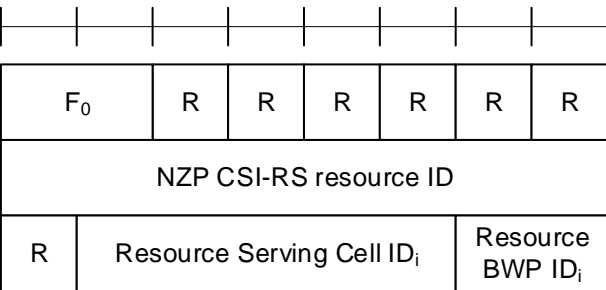 F₀ R R R R R R
NZP CSI-RS resource ID
R Resource Serving Cell IDᵢ Resource
BWP IDᵢ